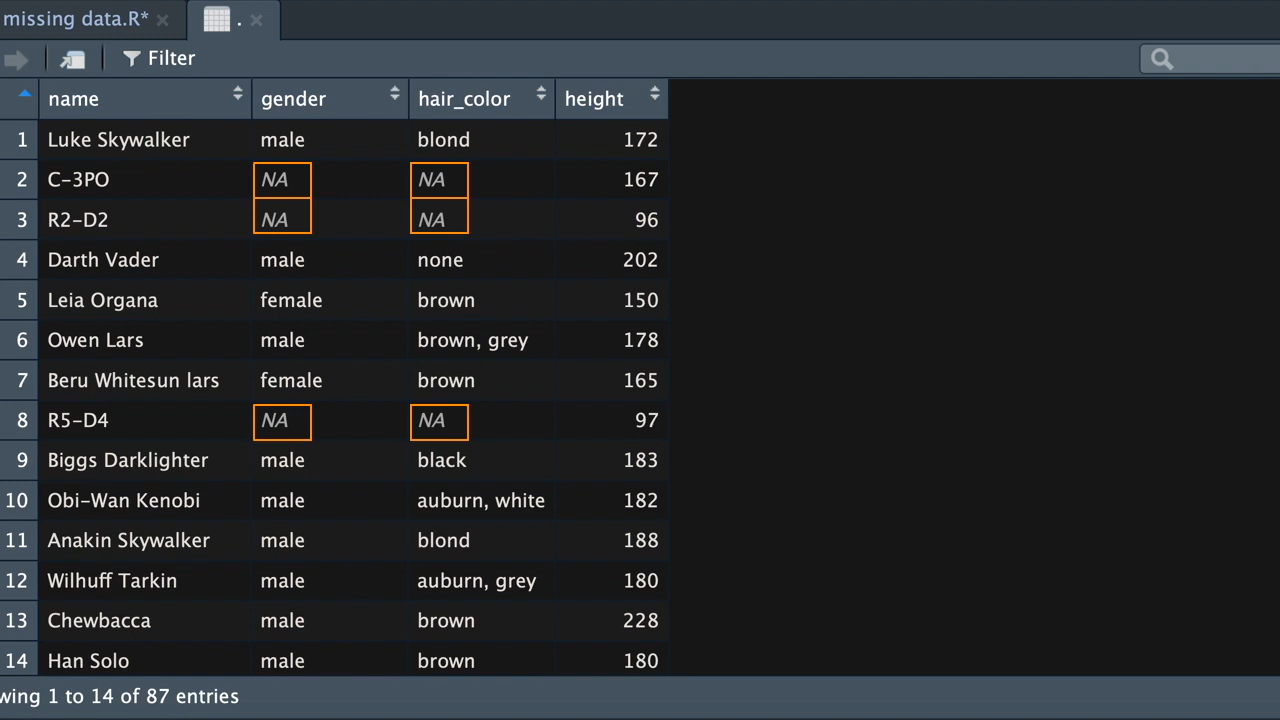 missing data.R* × . ×
Filter
name gender hair_color height
1 Luke Skywalker male blond 172
2 C-3PO NA NA 167
3 R2-D2 NA NA 96
4 Darth Vader male none 202
5 Leia Organa female brown 150
6 Owen Lars male brown, grey 178
7 Beru Whitesun lars female brown 165
8 R5-D4 NA NA 97
9 Biggs Darklighter male black 183
10 Obi-Wan Kenobi male auburn, white 182
11 Anakin Skywalker male blond 188
12 Wilhuff Tarkin male auburn, grey 180
13 Chewbacca male brown 228
14 Han Solo male brown 180
wing 1 to 14 of 87 entries